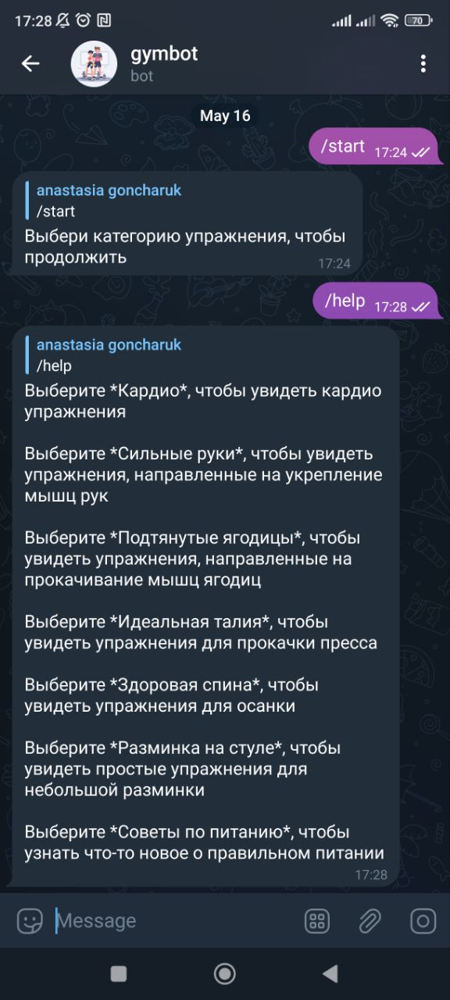 17:28
70
gymbot
bot
May 16
/start 17:24
anastasia goncharuk
/start
Выбери категорию упражнения, чтобы
продолжить
17:24
/help 17:28
anastasia goncharuk
/help
Выберите *Кардио*, чтобы увидеть кардио
упражнения
Выберите *Сильные руки*, чтобы увидеть
упражнения, направленные на укрепление
мышц рук
Выберите *Подтянутые ягодицы*, чтобы
увидеть упражнения, направленные на
прокачивание мышц ягодиц
Выберите *Идеальная талия*, чтобы
увидеть упражнения для прокачки пресса
Выберите *Здоровая спина*, чтобы
увидеть упражнения для осанки
Выберите *Разминка на стуле*, чтобы
увидеть простые упражнения для
небольшой разминки
Выберите *Советы по питанию*, чтобы
узнать что-то новое о правильном питании
17:28
Message